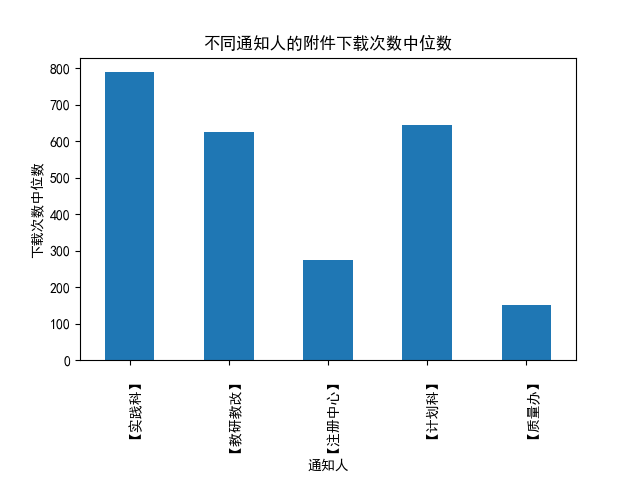 不同通知人的附件下载次数中位数
下载次数中位数
800
700
600
500
400
300
200
100
0
【实践科】
【教研教改】
【注册中心】
【计划科】
【质量办】
通知人